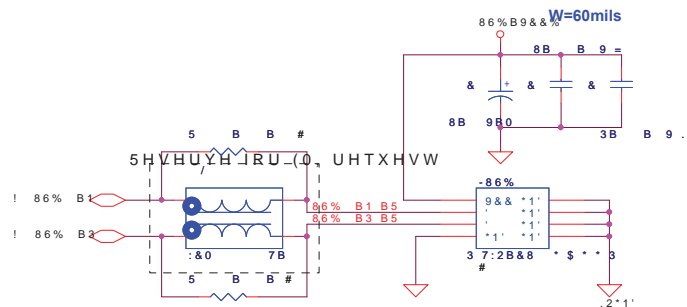 W=60mils
86%B9&&%
8B B 9 =
& + & &
8B 9B0
3B B 9 .
5 B B #
5HVHUYH IRU (0, UHTXHVW
/
! 86% B1
! 86% B3
86% B1 B5
86% B3 B5
-86%
9&& *1'
' *1'
' *1'
*1' *1'
:&0 7B
3 7:2B&8 * $ * * 3
#
5 B B #
.2*1'